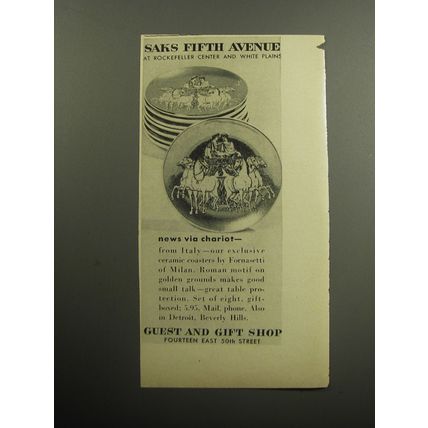 SAKS FIFTH AVENUE
AT ROCKEFELLER CENTER AND WHITE PLAINS
news via chariot—
from Italy—our exclusive
ceramic coasters by Fornasetti
of Milan. Roman motif on
golden grounds makes good
small talk—great table pro-
tection. Set of eight, gift-
boxed; 5.95. Mail, phone. Also
in Detroit, Beverly Hills.
GUEST AND GIFT SHOP
FOURTEEN EAST 50th STREET